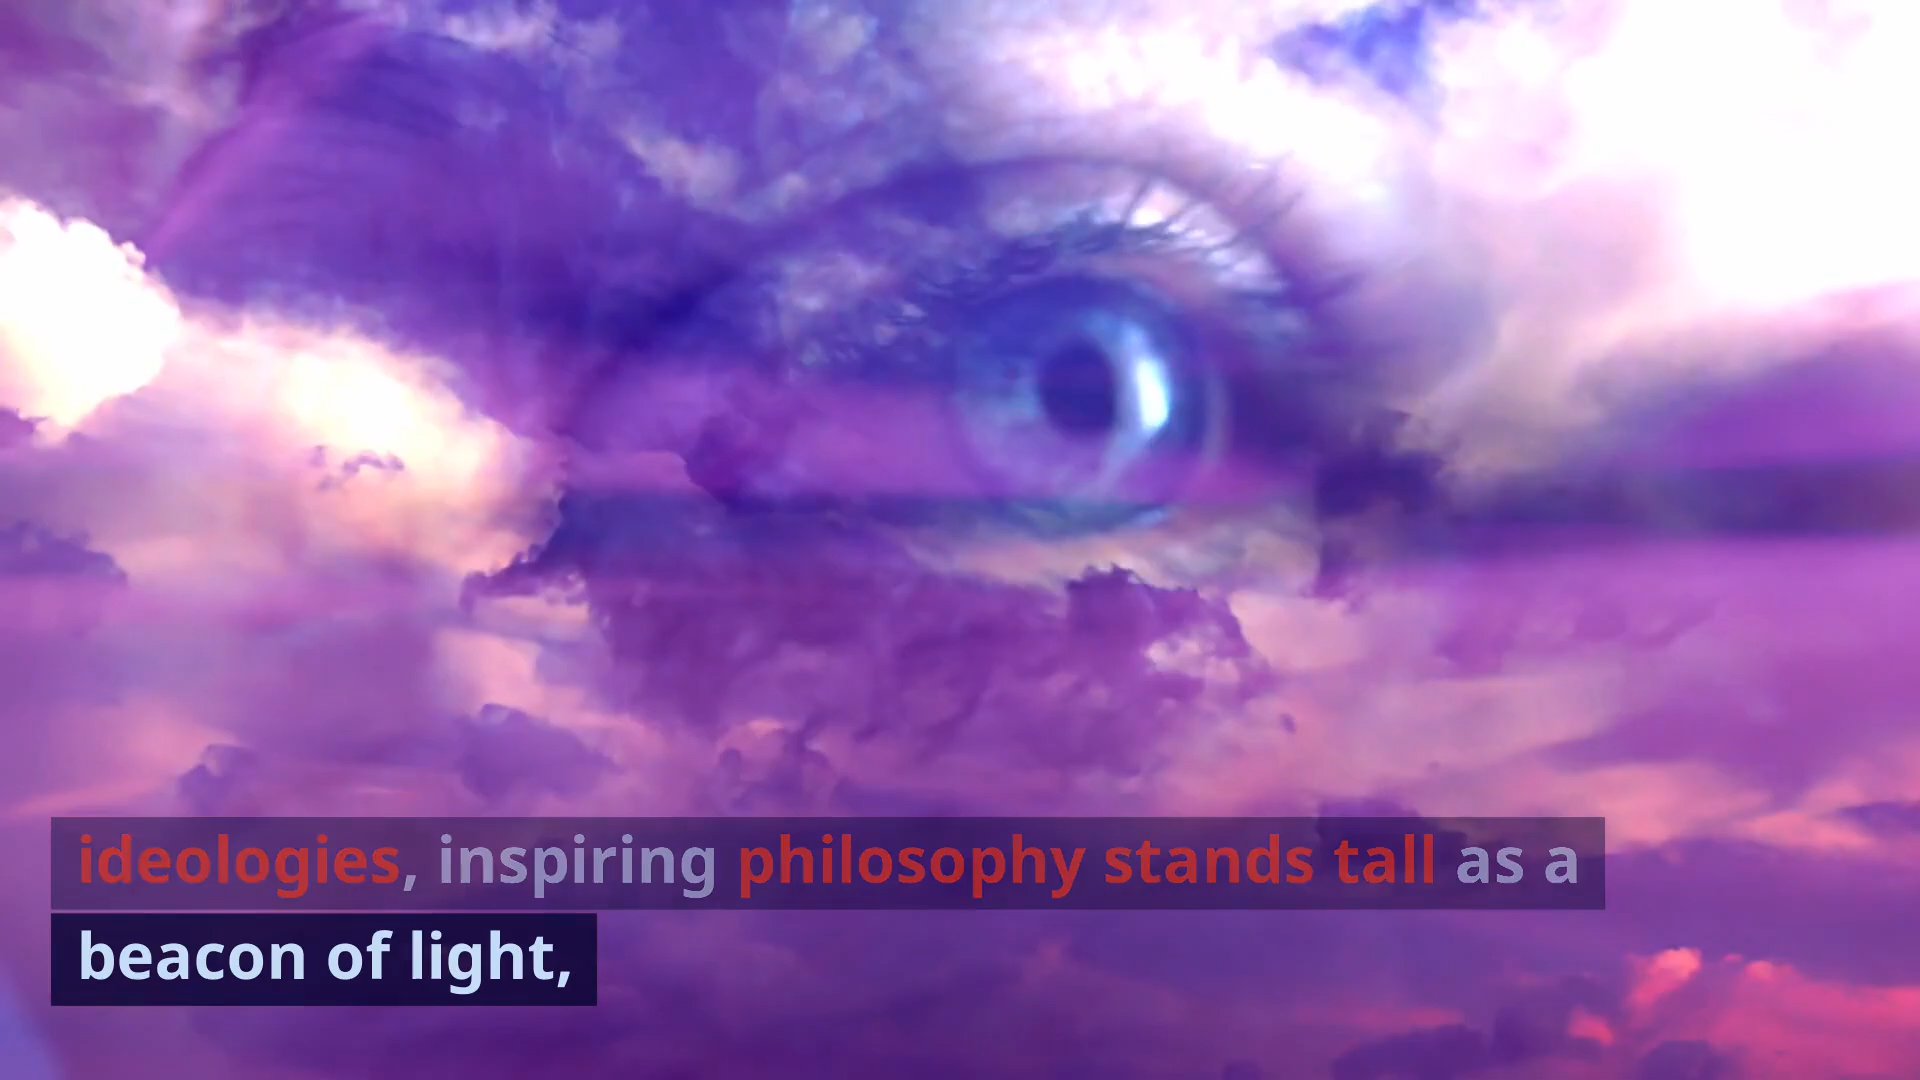 ideologies, inspiring philosophy stands tall as a
beacon of light,